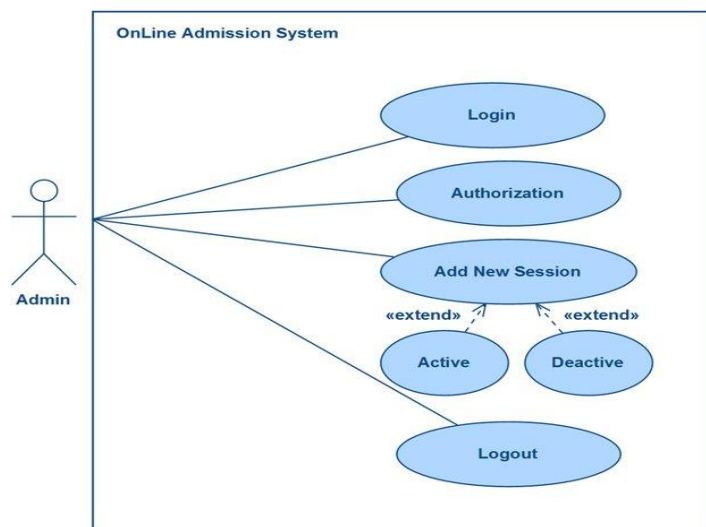 OnLine Admission System
Login
Authorization
Add New Session
Admin
«extend»
«extend»
Active
Deactive
Logout